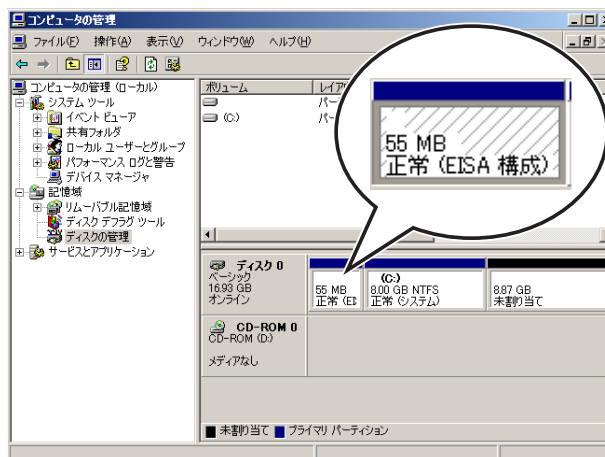 コンピュータの管理
ファイル(F) 操作(A) 表示(V) ウィンドウ(W) ヘルプ(H)
コンピュータの管理 (ローカル)
システム ツール
イベント ビューア
共有フォルダ
ローカル ユーザーとグループ
パフォーマンス ログと警告
デバイス マネージャ
記憶域
リムーバブル記憶域
ディスク デフラグ ツール
ディスクの管理
サービスとアプリケーション
ボリューム
(C:)
55 MB
正常 (EISA 構成)
ディスク 0
ベーシック
16.93 GB
オンライン
55 MB
正常 (EI
(C:)
8.00 GB NTFS
正常 (システム)
8.87 GB
未割り当て
CD-ROM 0
CD-ROM (D:)
メディアなし
未割り当て プライマリ パーティション